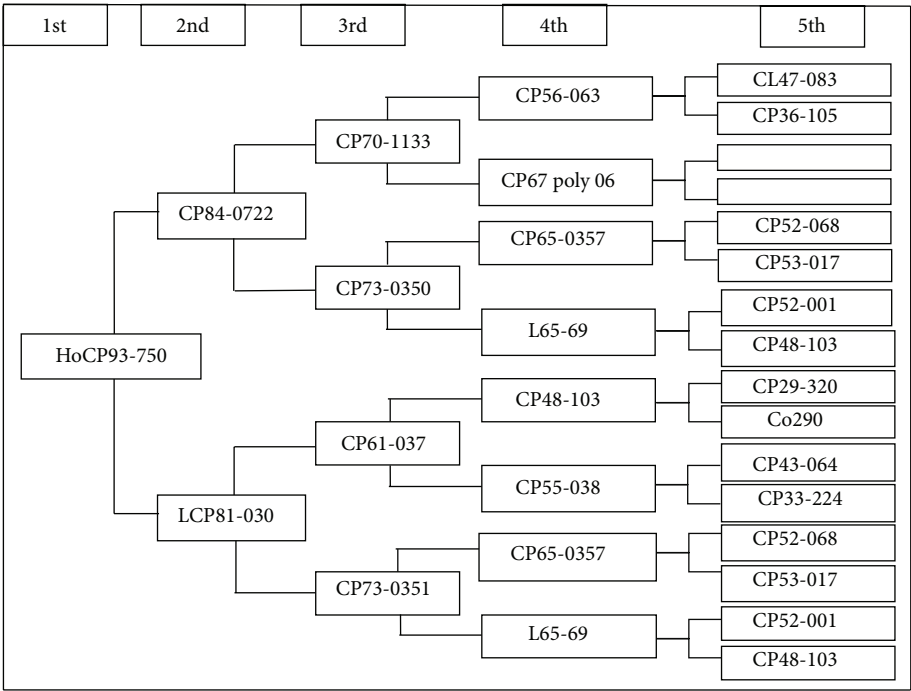 1st
2nd
3rd
4th
5th
HoCP93-750
CP84-0722
LCP81-030
CP70-1133
CP73-0350
CP61-037
CP73-0351
CP56-063
CP67 poly 06
CP65-0357
L65-69
CP48-103
CP55-038
CP65-0357
L65-69
CL47-083
CP36-105
CP52-068
CP53-017
CP52-001
CP48-103
CP29-320
Co290
CP43-064
CP33-224
CP52-068
CP53-017
CP52-001
CP48-103